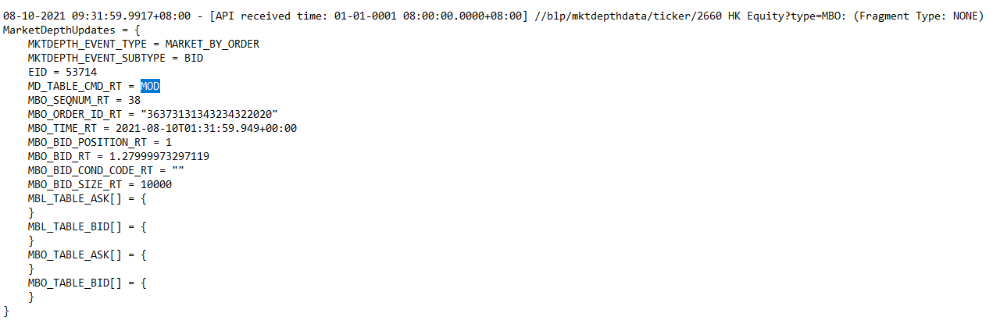 08-10-2021 09:31:59.9917+08:00 - [API received time: 01-01-0001 08:00:00.0000+08:00] //blp/mktdepthdata/ticker/2660 HK Equity?type=MBO: (Fragment Type: NONE)
MarketDepthUpdates = {
    MKTDEPTH_EVENT_TYPE = MARKET_BY_ORDER
    MKTDEPTH_EVENT_SUBTYPE = BID
    EID = 53714
    MD_TABLE_CMD_RT = MOD
    MBO_SEQNUM_RT = 38
    MBO_ORDER_ID_RT = "36373131343234322020"
    MBO_TIME_RT = 2021-08-10T01:31:59.949+00:00
    MBO_BID_POSITION_RT = 1
    MBO_BID_RT = 1.27999973297119
    MBO_BID_COND_CODE_RT = ""
    MBO_BID_SIZE_RT = 10000
    MBL_TABLE_ASK[] = {
    }
    MBL_TABLE_BID[] = {
    }
    MBO_TABLE_ASK[] = {
    }
    MBO_TABLE_BID[] = {
    }
}